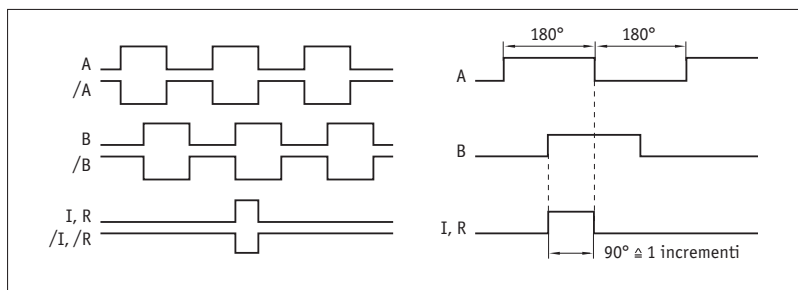 A
/A
B
/B
I, R
/I, /R
180° 180°
A
B
I, R
90° ≙ 1 incrementi